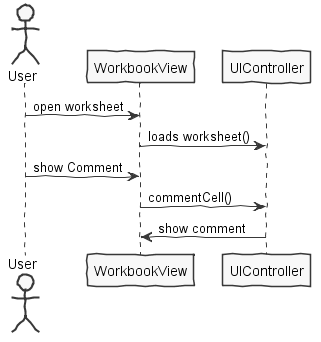 User
WorkbookView
UIController
open worksheet
loads worksheet()
show Comment
commentCell()
show comment
User
WorkbookView
UIController